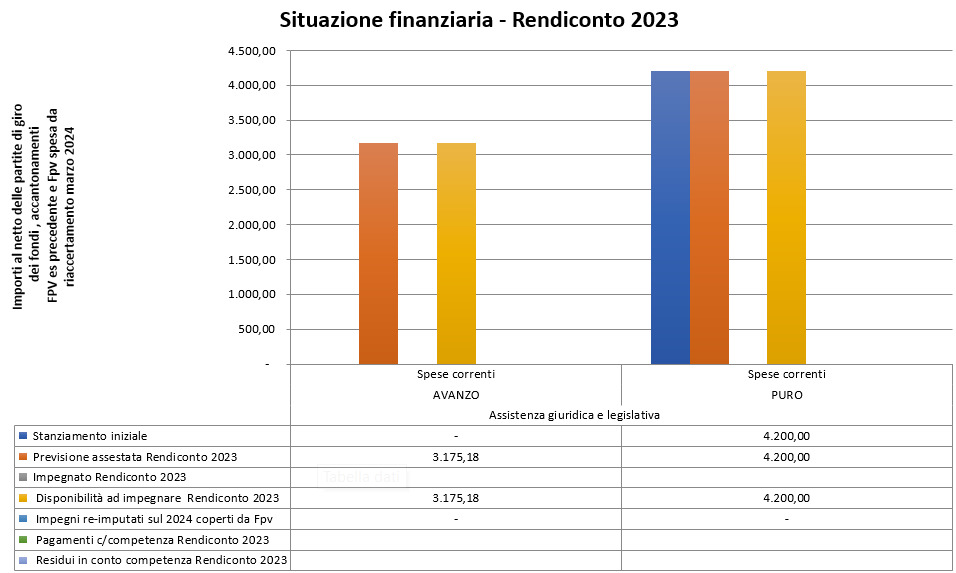 Situazione finanziaria - Rendiconto 2023
Importi al netto delle partite di giro
dei fondi , accantonamenti
FPV es precedente e Fpv spesa da
riaccertamento marzo 2024
4.500,00
4.000,00
3.500,00
3.000,00
2.500,00
2.000,00
1.500,00
1.000,00
500,00
-
Spese correnti Spese correnti
AVANZO PURO
Assistenza giuridica e legislativa
Stanziamento iniziale - 4.200,00
Previsione assestata Rendiconto 2023 3.175,18 4.200,00
Impegnato Rendiconto 2023
Tabella dati
Disponibilità ad impegnare Rendiconto 2023 3.175,18 4.200,00
Impegni re-imputati sul 2024 coperti da Fpv - -
Pagamenti c/competenza Rendiconto 2023
Residui in conto competenza Rendiconto 2023